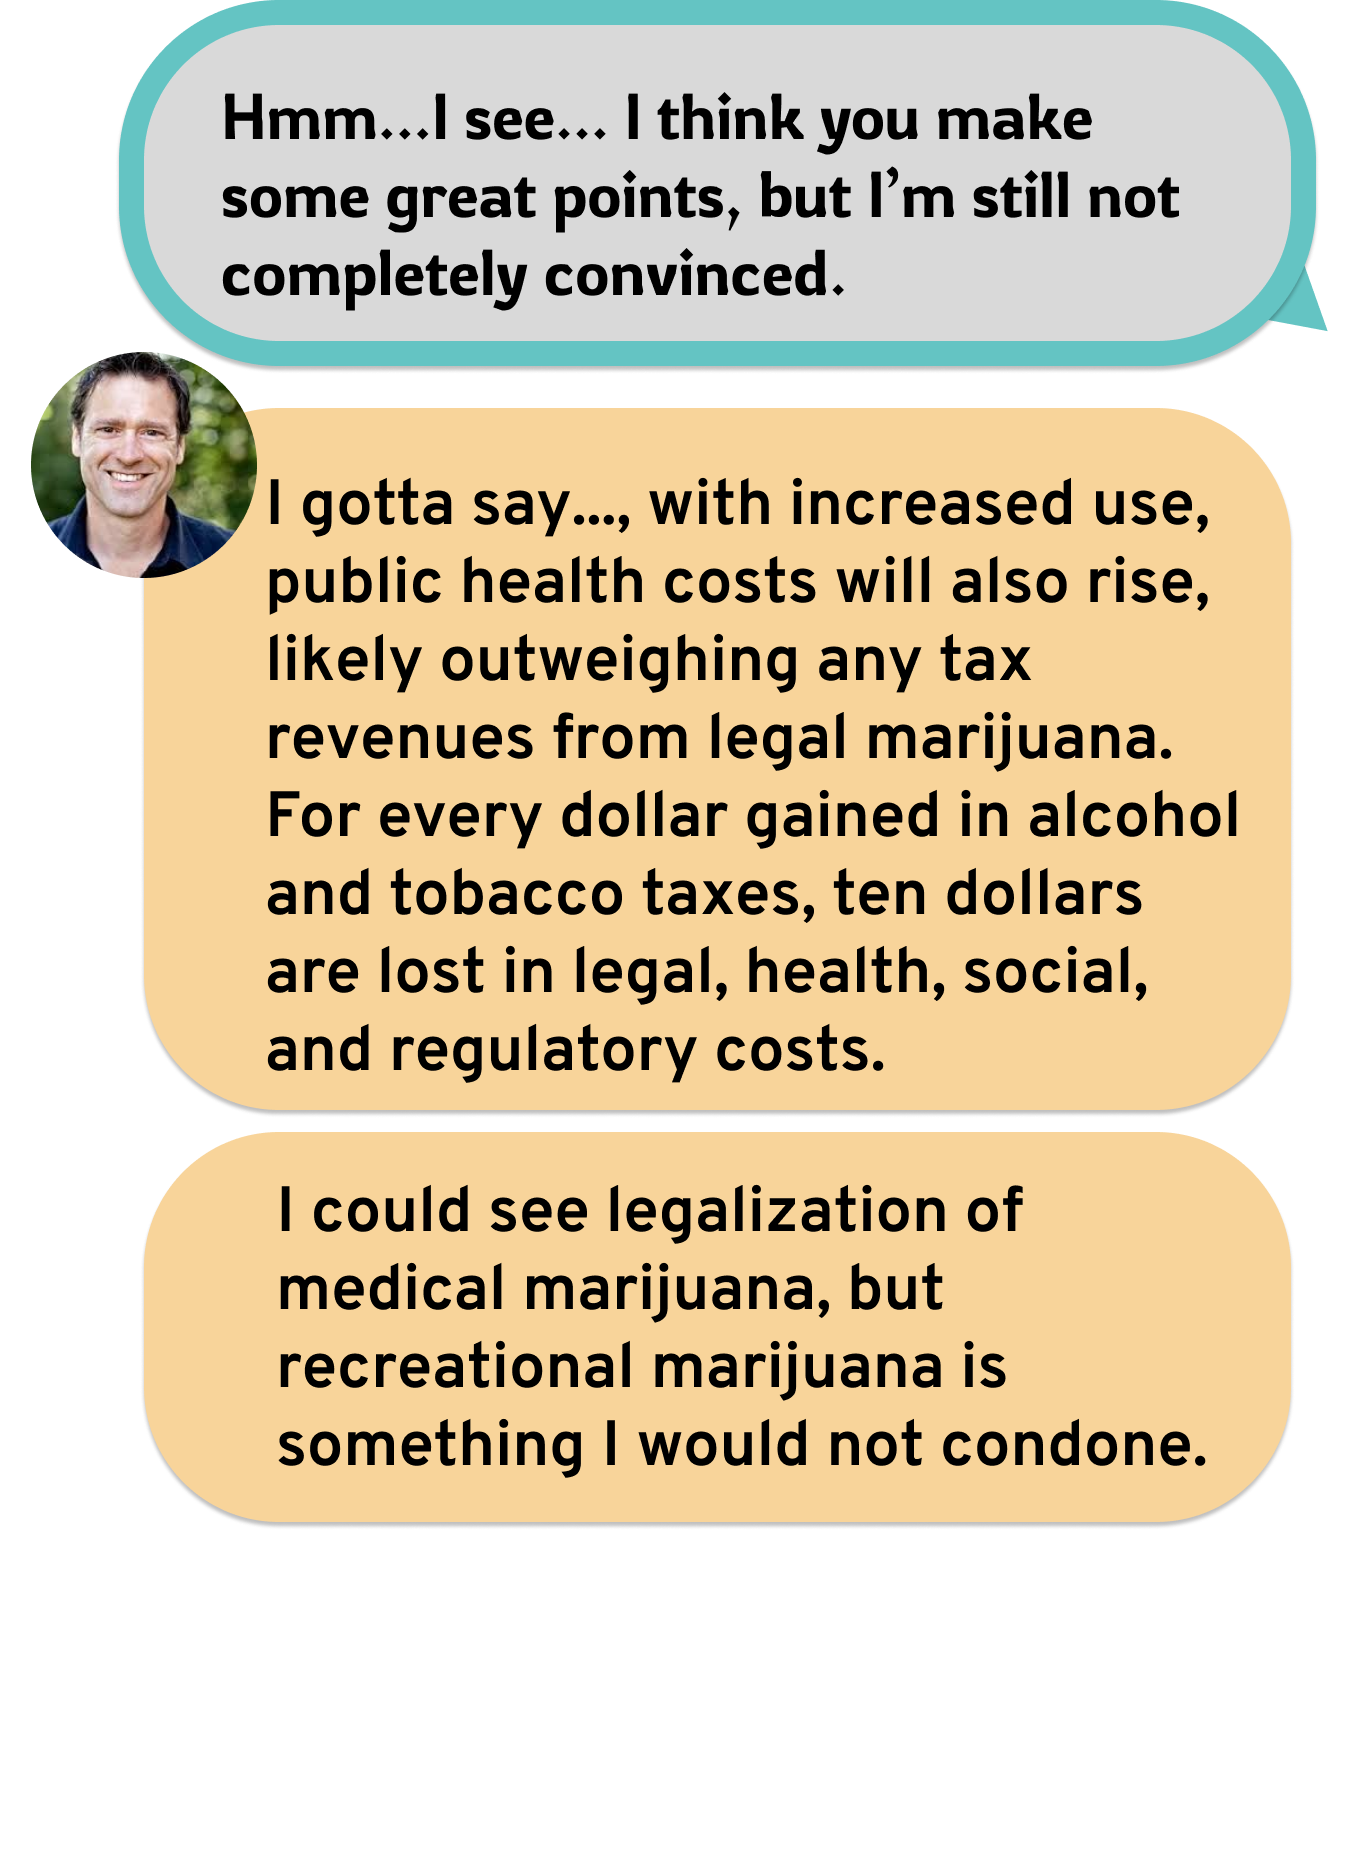 Hmm...I see... I think you make
some great points, but I’m still not
completely convinced.
I gotta say..., with increased use,
public health costs will also rise,
likely outweighing any tax
revenues from legal marijuana.
For every dollar gained in alcohol
and tobacco taxes, ten dollars
are lost in legal, health, social,
and regulatory costs.
I could see legalization of
medical marijuana, but
recreational marijuana is
something I would not condone.